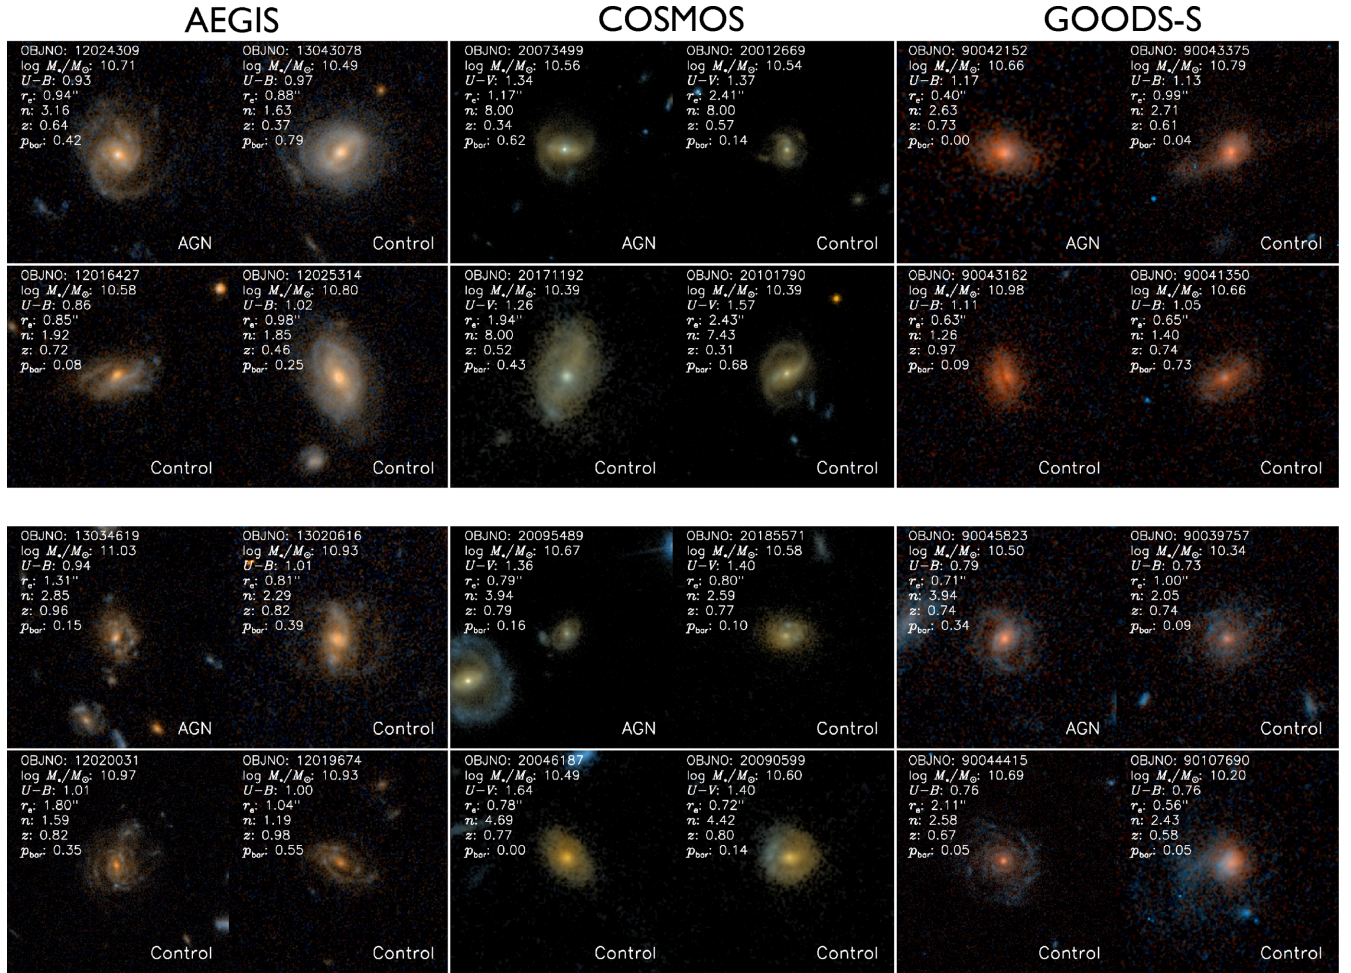 AEGIS
COSMOS
GOODS-S
OBJNO: 12024309
log M*/M⊙: 10.71
U-B: 0.93
re: 0.94"
n: 3.16
z: 0.64
pbar: 0.42
AGN
OBJNO: 13043078
log M*/M⊙: 10.49
U-B: 0.97
re: 0.88"
n: 1.63
z: 0.37
pbar: 0.79
Control
OBJNO: 20073499
log M*/M⊙: 10.56
U-V: 1.34
re: 1.17"
n: 8.00
z: 0.34
pbar: 0.62
AGN
OBJNO: 20012669
log M*/M⊙: 10.54
U-V: 1.37
re: 2.41"
n: 8.00
z: 0.57
pbar: 0.14
Control
OBJNO: 90042152
log M*/M⊙: 10.66
U-B: 1.17
re: 0.40"
n: 2.63
z: 0.73
pbar: 0.00
AGN
OBJNO: 90043375
log M*/M⊙: 10.79
U-B: 1.13
re: 0.99"
n: 2.71
z: 0.61
pbar: 0.04
Control
OBJNO: 12016427
log M*/M⊙: 10.58
U-B: 0.86
re: 0.85"
n: 1.92
z: 0.72
pbar: 0.08
Control
OBJNO: 12025314
log M*/M⊙: 10.80
U-B: 1.02
re: 0.98"
n: 1.85
z: 0.46
pbar: 0.25
Control
OBJNO: 20171192
log M*/M⊙: 10.39
U-V: 1.26
re: 1.94"
n: 8.00
z: 0.52
pbar: 0.43
Control
OBJNO: 20101790
log M*/M⊙: 10.39
U-V: 1.57
re: 2.43"
n: 7.43
z: 0.31
pbar: 0.68
Control
OBJNO: 90043162
log M*/M⊙: 10.98
U-B: 1.11
re: 0.63"
n: 1.26
z: 0.97
pbar: 0.09
Control
OBJNO: 90041350
log M*/M⊙: 10.66
U-B: 1.05
re: 0.65"
n: 1.40
z: 0.74
pbar: 0.73
Control
OBJNO: 13034619
log M*/M⊙: 11.03
U-B: 0.94
re: 1.31"
n: 2.85
z: 0.96
pbar: 0.15
AGN
OBJNO: 13020616
log M*/M⊙: 10.93
U-B: 1.01
re: 0.81"
n: 2.29
z: 0.82
pbar: 0.39
Control
OBJNO: 20095489
log M*/M⊙: 10.67
U-V: 1.36
re: 0.79"
n: 3.94
z: 0.79
pbar: 0.16
AGN
OBJNO: 20185571
log M*/M⊙: 10.58
U-V: 1.40
re: 0.80"
n: 2.59
z: 0.77
pbar: 0.10
Control
OBJNO: 90045823
log M*/M⊙: 10.50
U-B: 0.79
re: 0.71"
n: 3.94
z: 0.74
pbar: 0.34
AGN
OBJNO: 90039757
log M*/M⊙: 10.34
U-B: 0.73
re: 1.00"
n: 2.05
z: 0.74
pbar: 0.09
Control
OBJNO: 12020031
log M*/M⊙: 10.97
U-B: 1.01
re: 1.80"
n: 1.59
z: 0.82
pbar: 0.35
Control
OBJNO: 12019674
log M*/M⊙: 10.93
U-B: 1.00
re: 1.04"
n: 1.19
z: 0.98
pbar: 0.55
Control
OBJNO: 20046187
log M*/M⊙: 10.49
U-V: 1.64
re: 0.78"
n: 4.69
z: 0.77
pbar: 0.00
Control
OBJNO: 20090599
log M*/M⊙: 10.60
U-V: 1.40
re: 0.72"
n: 4.42
z: 0.80
pbar: 0.14
Control
OBJNO: 90044415
log M*/M⊙: 10.69
U-B: 0.76
re: 2.11"
n: 2.58
z: 0.67
pbar: 0.05
Control
OBJNO: 90107690
log M*/M⊙: 10.20
U-B: 0.76
re: 0.56"
n: 2.43
z: 0.58
pbar: 0.05
Control